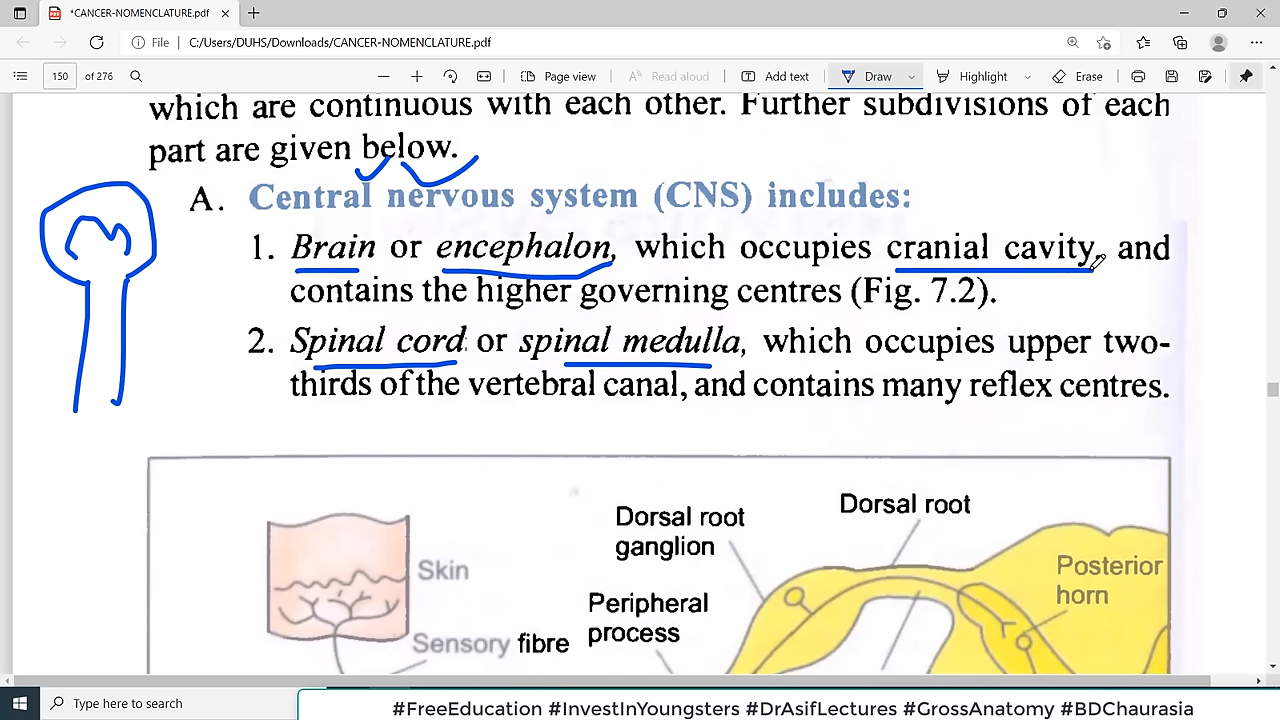 *CANCER-NOMENCLATURE.pdf
File | C:/Users/DUHS/Downloads/CANCER-NOMENCLATURE.pdf
150 of 276 Page view Read aloud Add text Draw Highlight Erase
which are continuous with each other. Further subdivisions of each
part are given below.
A. Central nervous system (CNS) includes:
1. Brain or encephalon, which occupies cranial cavity, and
contains the higher governing centres (Fig. 7.2).
2. Spinal cord or spinal medulla, which occupies upper two-
thirds of the vertebral canal, and contains many reflex centres.
Dorsal root
Dorsal root
ganglion
Posterior
horn
Skin
Peripheral
process
Sensory fibre
Type here to search
#FreeEducation #InvestInYoungsters #DrAsifLectures #GrossAnatomy #BDChaurasia